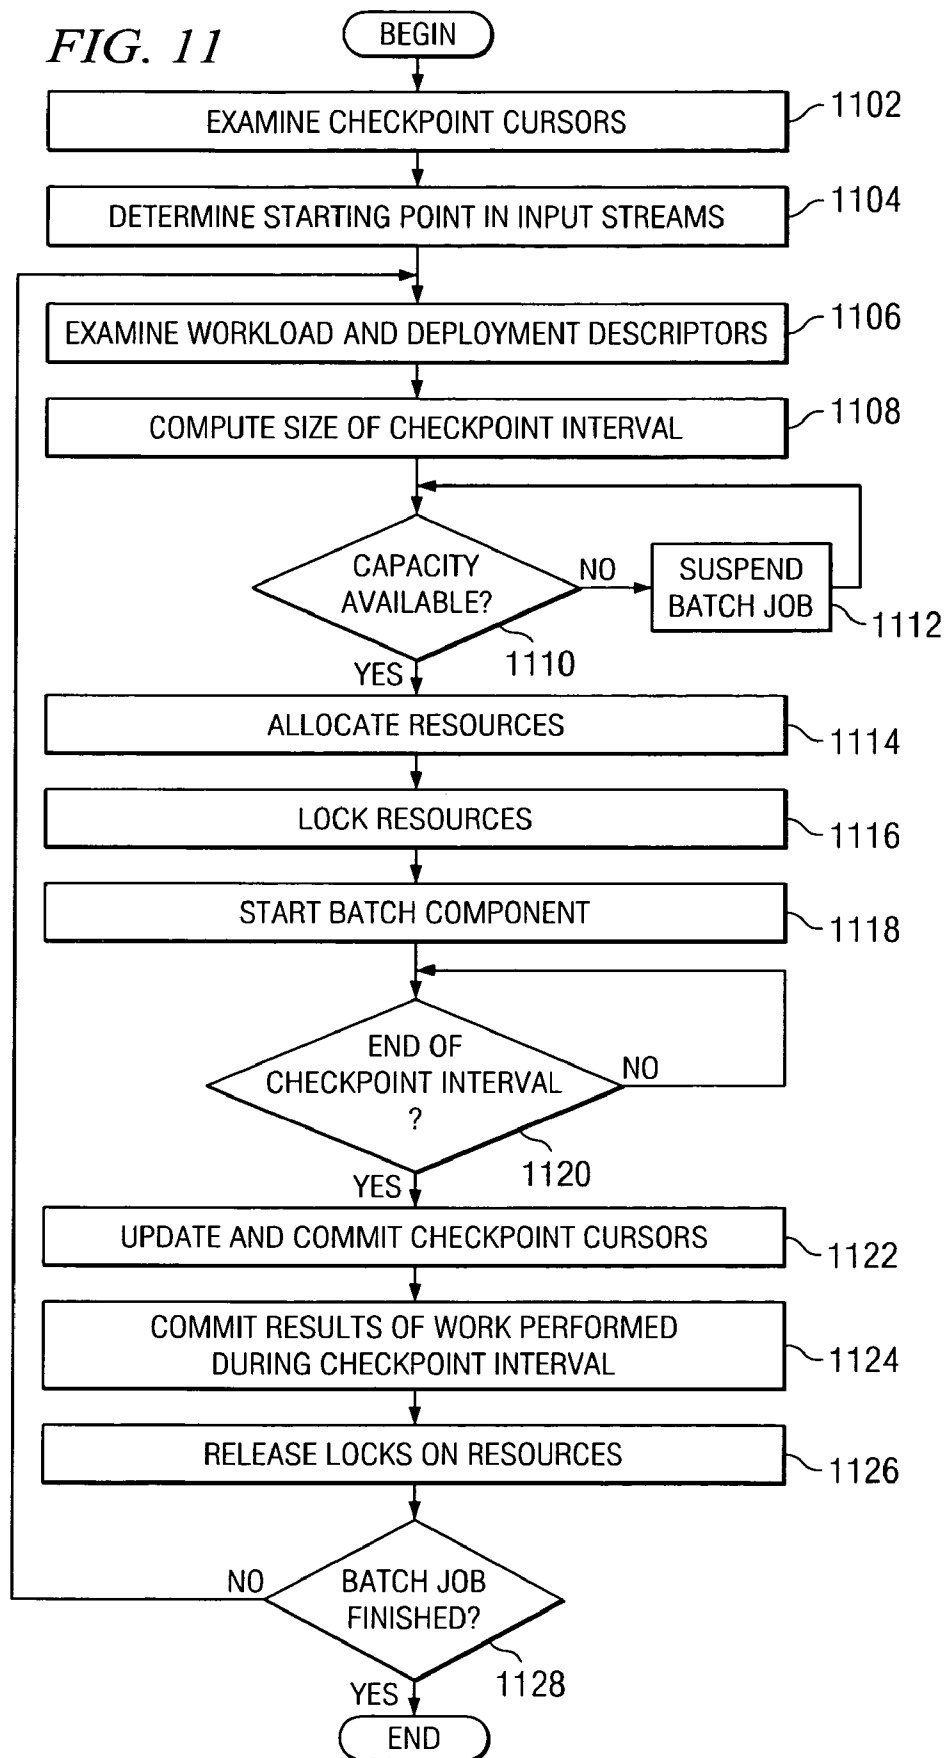 FIG. 11
BEGIN
EXAMINE CHECKPOINT CURSORS
1102
DETERMINE STARTING POINT IN INPUT STREAMS
1104
EXAMINE WORKLOAD AND DEPLOYMENT DESCRIPTORS
1106
COMPUTE SIZE OF CHECKPOINT INTERVAL
1108
CAPACITY
AVAILABLE?
1110
NO
SUSPEND
BATCH JOB
1112
YES
ALLOCATE RESOURCES
1114
LOCK RESOURCES
1116
START BATCH COMPONENT
1118
END OF
CHECKPOINT INTERVAL
?
NO
1120
YES
UPDATE AND COMMIT CHECKPOINT CURSORS
1122
COMMIT RESULTS OF WORK PERFORMED
DURING CHECKPOINT INTERVAL
1124
RELEASE LOCKS ON RESOURCES
1126
NO
BATCH JOB
FINISHED?
1128
YES
END